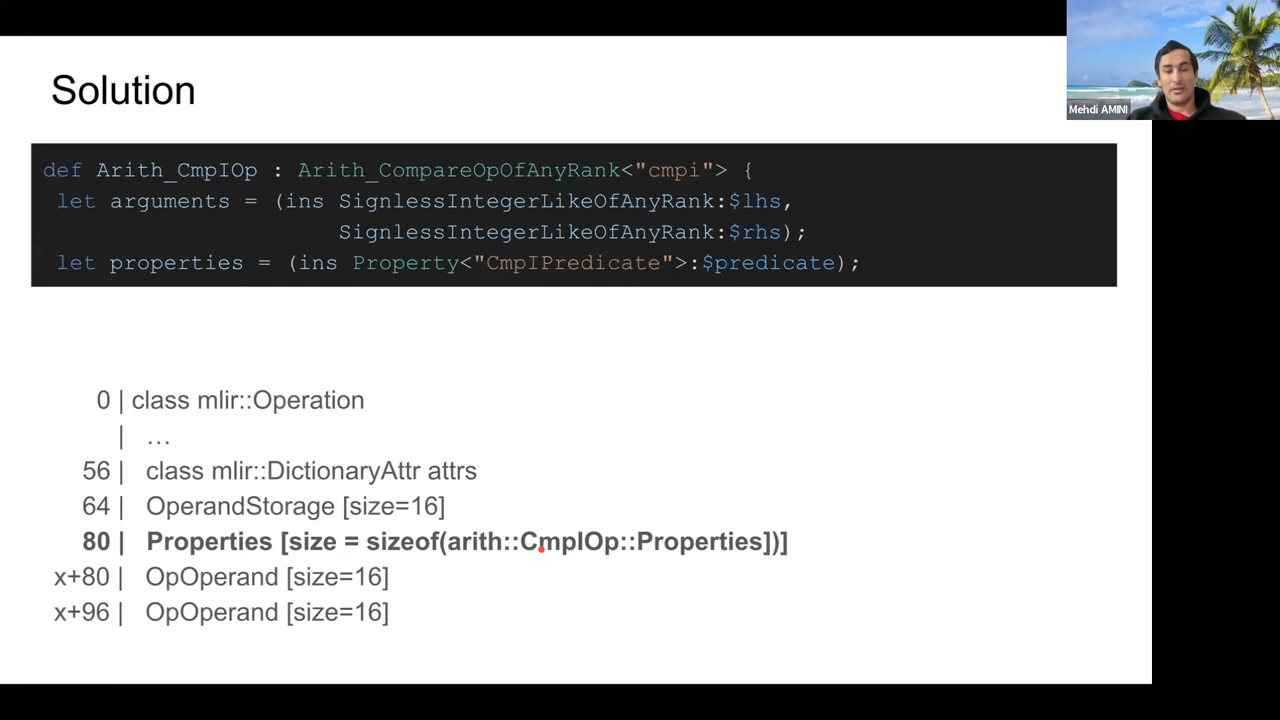 Solution
Mehdi AMINI
def Arith_CmpIOp : Arith_CompareOpOfAnyRank<"cmpi"> {
let arguments = (ins SignlessIntegerLikeOfAnyRank:$lhs,
SignlessIntegerLikeOfAnyRank:$rhs);
let properties = (ins Property<"CmpIPredicate">:$predicate);
0 | class mlir::Operation
| …
56 | class mlir::DictionaryAttr attrs
64 | OperandStorage [size=16]
80 | Properties [size = sizeof(arith::CmpIOp::Properties])]
x+80 | OpOperand [size=16]
x+96 | OpOperand [size=16]